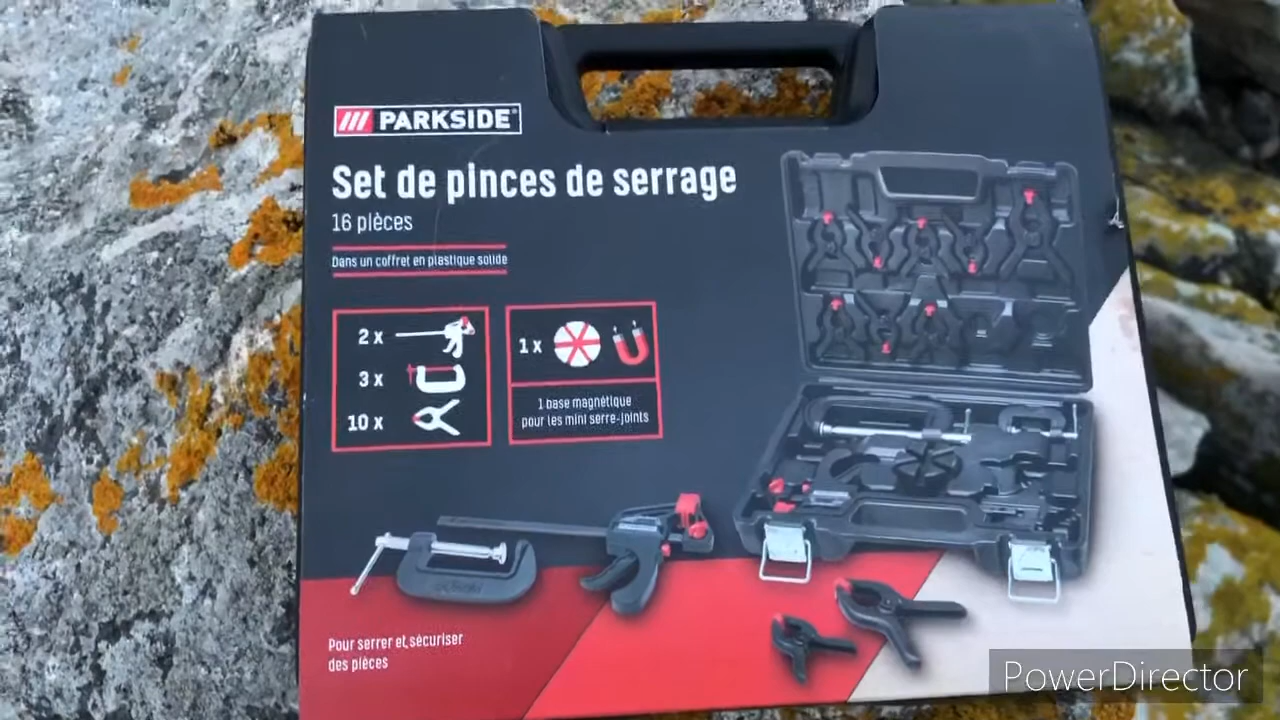 PARKSIDE®
Set de pinces de serrage
16 pièces
Dans un coffret en plastique solide
2 x
3 x
10 x
1 x
1 base magnétique
pour les mini serre-joints
Pour serrer et sécuriser
des pièces
PowerDirector